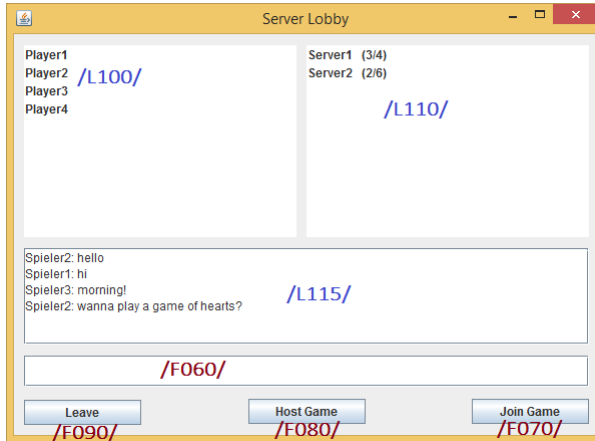 Server Lobby
Player1
Player2 /L100/
Player3
Player4
Server1 (3/4)
Server2 (2/6)
/L110/
Spieler2: hello
Spieler1: hi
Spieler3: morning!
Spieler2: wanna play a game of hearts?
/L115/
/F060/
Leave
Host Game
Join Game
/F090/
/F080/
/F070/